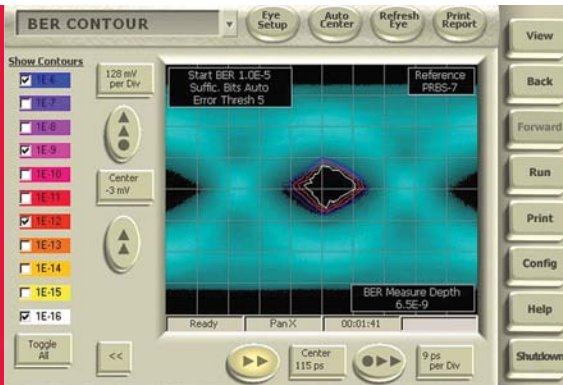 BER CONTOUR
Eye Setup
Auto Center
Refresh Eye
Print Report
View
Back
Forward
Run
Print
Config
Help
Shutdown
Show Contours
1E-6
1E-7
1E-8
1E-9
1E-10
1E-11
1E-12
1E-13
1E-14
1E-15
1E-16
Toggle All
128 mV per Div
Center -3 mV
<<
Start BER 1.0E-5
Suffic. Bits Auto
Error Thresh 5
Reference
PRBS-7
BER Measure Depth
6.5E-9
Ready
PanX
00:01:41
Center 115 ps
9 ps per Div